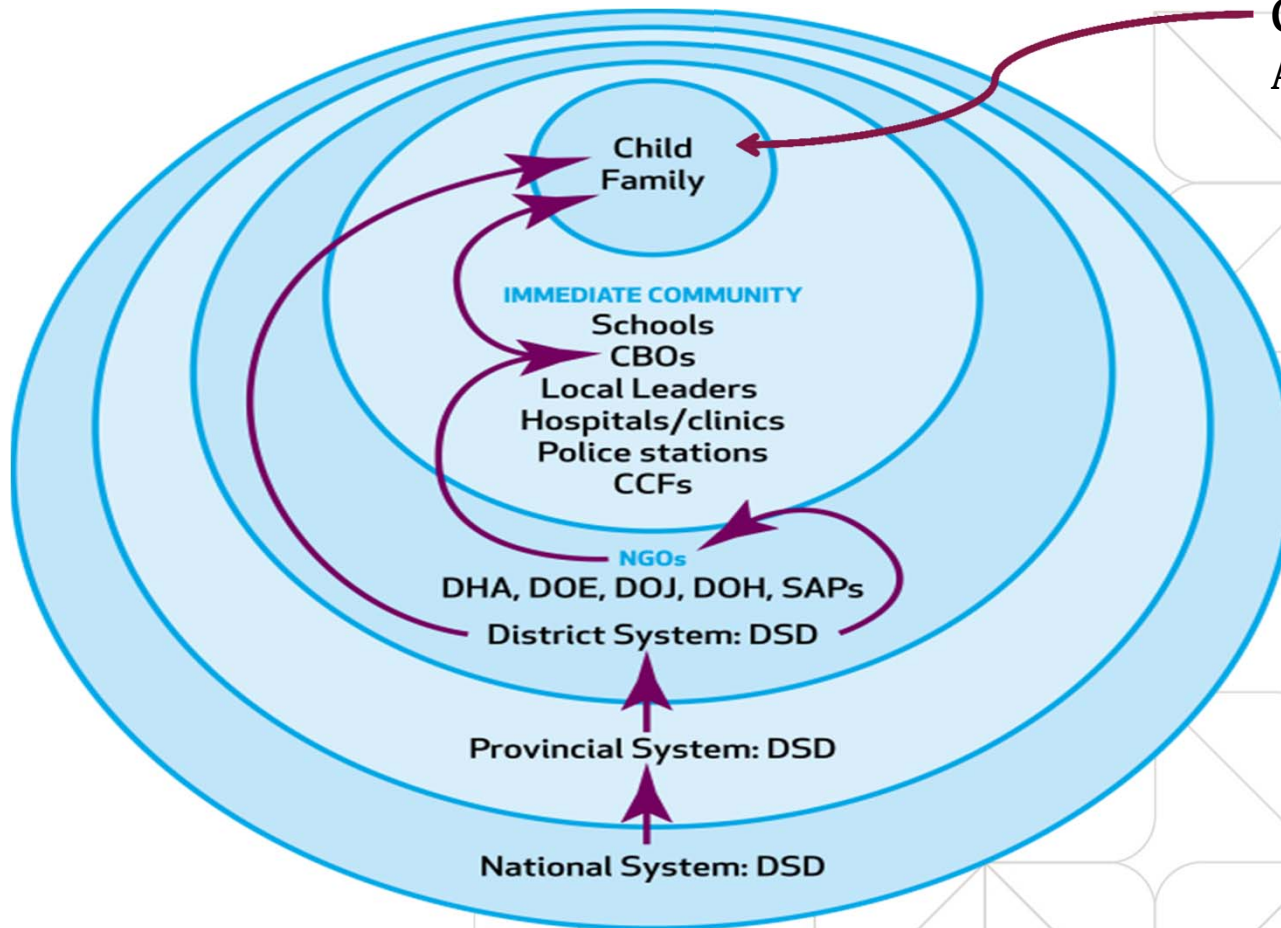 Child
Family
IMMEDIATE COMMUNITY
Schools
CBOs
Local Leaders
Hospitals/clinics
Police stations
CCFs
NGOs
DHA, DOE, DOJ, DOH, SAPs
District System: DSD
Provincial System: DSD
National System: DSD